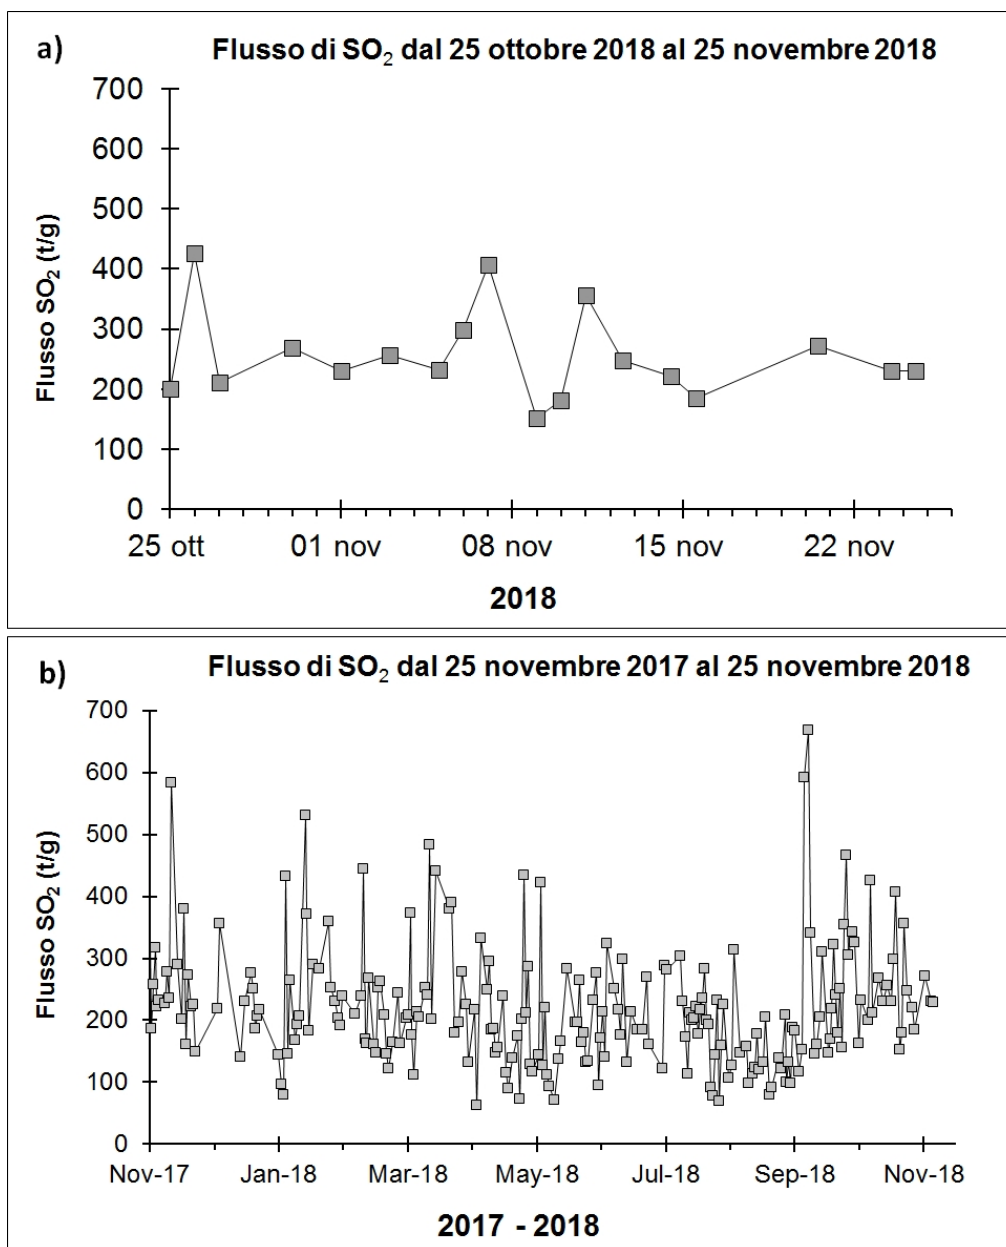 a)
Flusso di SO₂ dal 25 ottobre 2018 al 25 novembre 2018
Flusso SO₂ (t/g)
700
600
500
400
300
200
100
0
25 ott 01 nov 08 nov 15 nov 22 nov
2018
b)
Flusso di SO₂ dal 25 novembre 2017 al 25 novembre 2018
Flusso SO₂ (t/g)
700
600
500
400
300
200
100
0
Nov-17 Jan-18 Mar-18 May-18 Jul-18 Sep-18 Nov-18
2017 - 2018